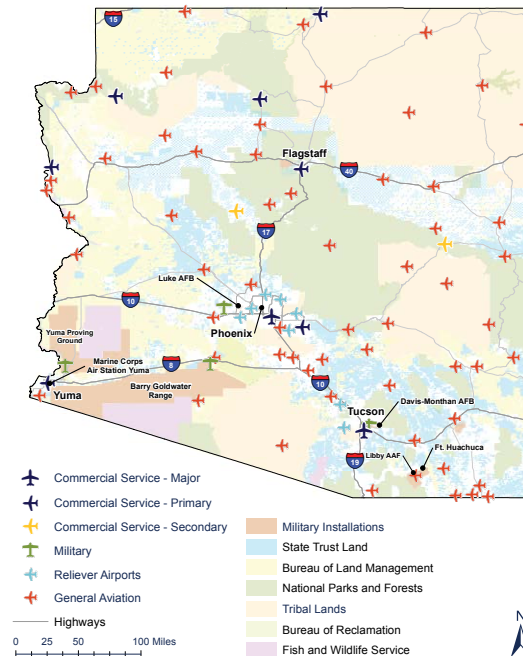 15
Flagstaff
40
17
Luke AFB
10
Phoenix
Yuma Proving
Ground
Marine Corps
Air Station Yuma
8
Yuma
Barry Goldwater
Range
10
Tucson
Davis-Monthan AFB
Libby AAF
Ft. Huachuca
19
Commercial Service - Major
Commercial Service - Primary
Commercial Service - Secondary
Military
Reliever Airports
General Aviation
Highways
0 25 50 100 Miles
Military Installations
State Trust Land
Bureau of Land Management
National Parks and Forests
Tribal Lands
Bureau of Reclamation
Fish and Wildlife Service
N